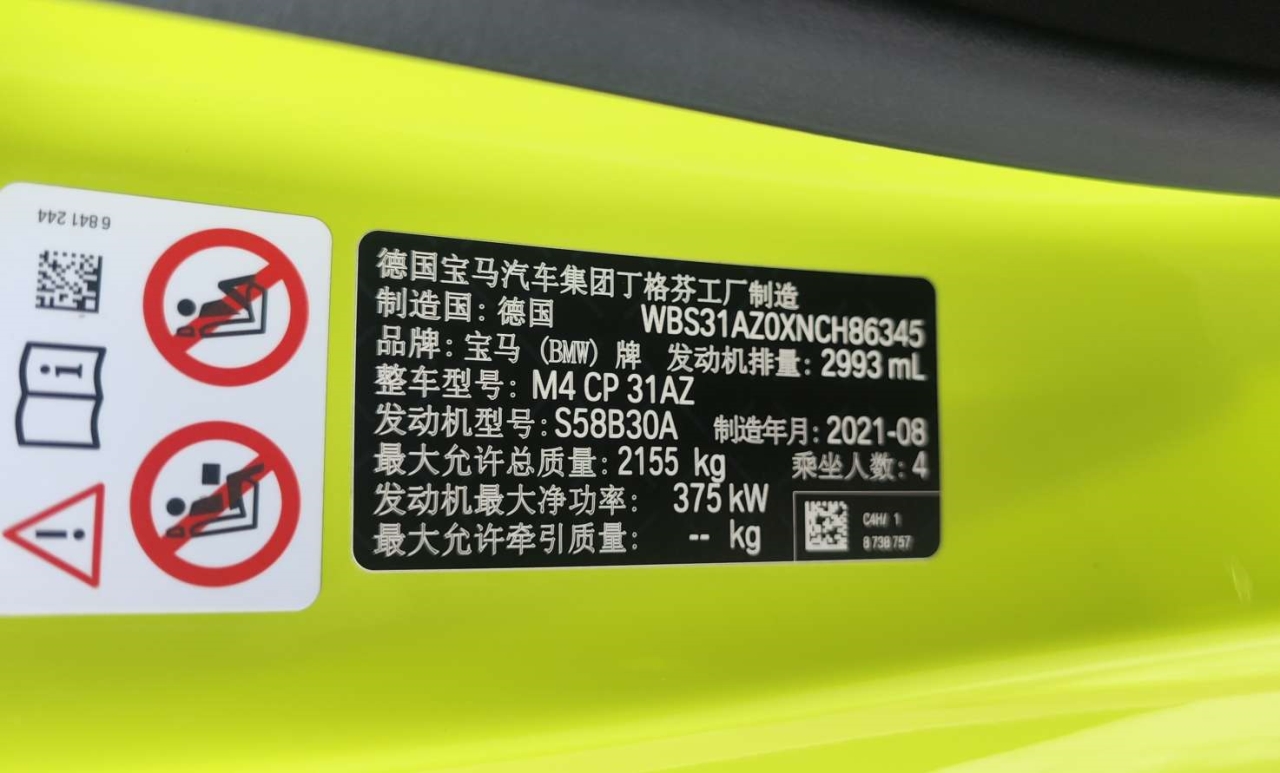 6 841 244
德国宝马汽车集团丁格芬工厂制造
制造国：德国 WBS31AZ0XNCH86345
品牌：宝马（BMW）牌 发动机排量：2993 mL
整车型号：M4 CP 31AZ
发动机型号：S58B30A 制造年月：2021-08
最大允许总质量：2155 kg 乘坐人数：4
发动机最大净功率： 375 kW
最大允许牵引质量： -- kg
C4H/ 1
8 738 757